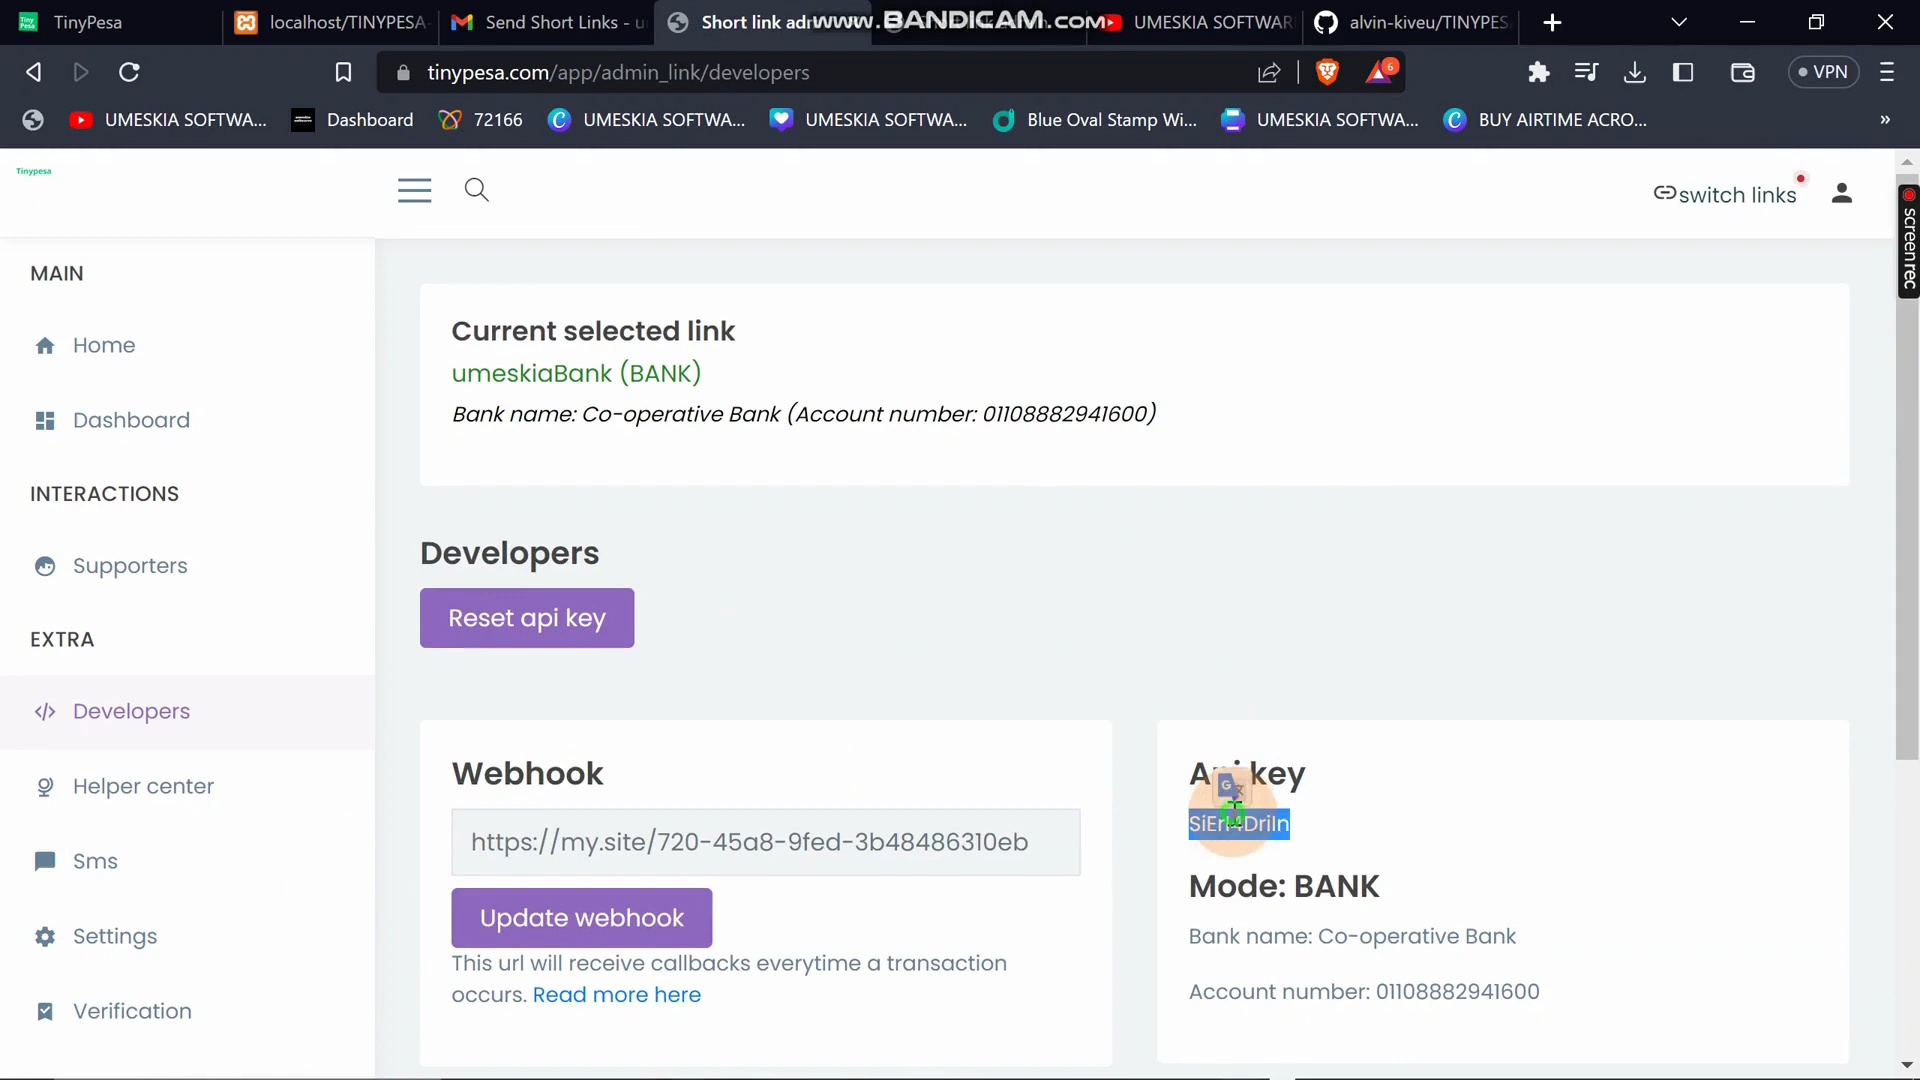 TinyPesa
localhost/TINYPESA
Send Short Links - u
Short link adm
www.BANDICAM.com
UMESKIA SOFTWAR
alvin-kiveu/TINYPES
tinypesa.com/app/admin_link/developers
6
VPN
UMESKIA SOFTWA...
Dashboard
72166
UMESKIA SOFTWA...
UMESKIA SOFTWA...
Blue Oval Stamp Wi...
UMESKIA SOFTWA...
BUY AIRTIME ACRO...
»
Tinypesa
switch links
screenrec
MAIN
Home
Dashboard
INTERACTIONS
Supporters
EXTRA
Developers
Helper center
Sms
Settings
Verification
Current selected link
umeskiaBank (BANK)
Bank name: Co-operative Bank (Account number: 01108882941600)
Developers
Reset api key
Webhook
https://my.site/720-45a8-9fed-3b48486310eb
Update webhook
This url will receive callbacks everytime a transaction
occurs. Read more here
Api key
Mode: BANK
Bank name: Co-operative Bank
Account number: 01108882941600